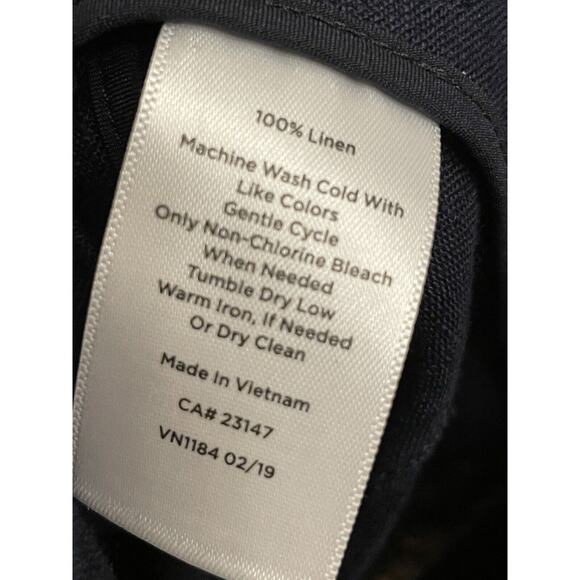 100% Linen
Machine Wash Cold With
Like Colors
Gentle Cycle
Only Non-Chlorine Bleach
When Needed
Tumble Dry Low
Warm Iron, If Needed
Or Dry Clean
Made In Vietnam
CA# 23147
VN1184 02/19